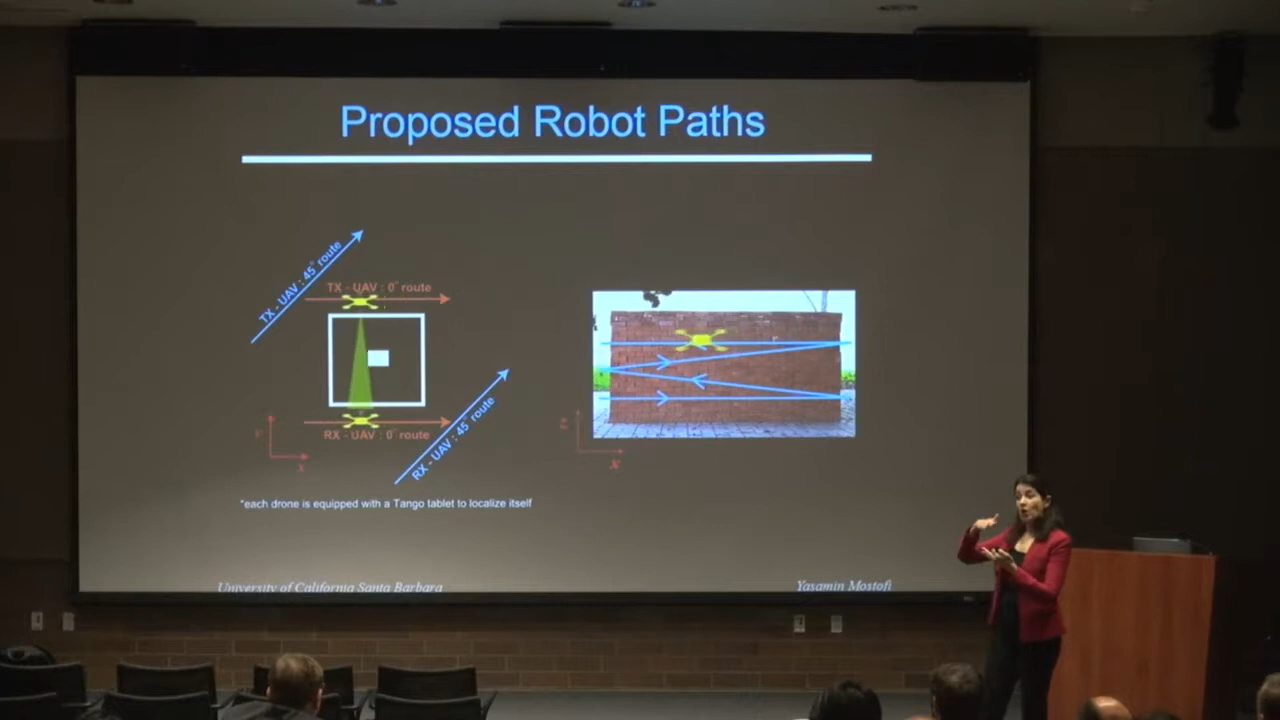 Proposed Robot Paths
TX - UAV : 45° route
TX - UAV : 0° route
RX - UAV : 0° route
RX - UAV : 45° route
Y
X
z
x
*each drone is equipped with a Tango tablet to localize itself
University of California Santa Barbara
Yasamin Mostofi